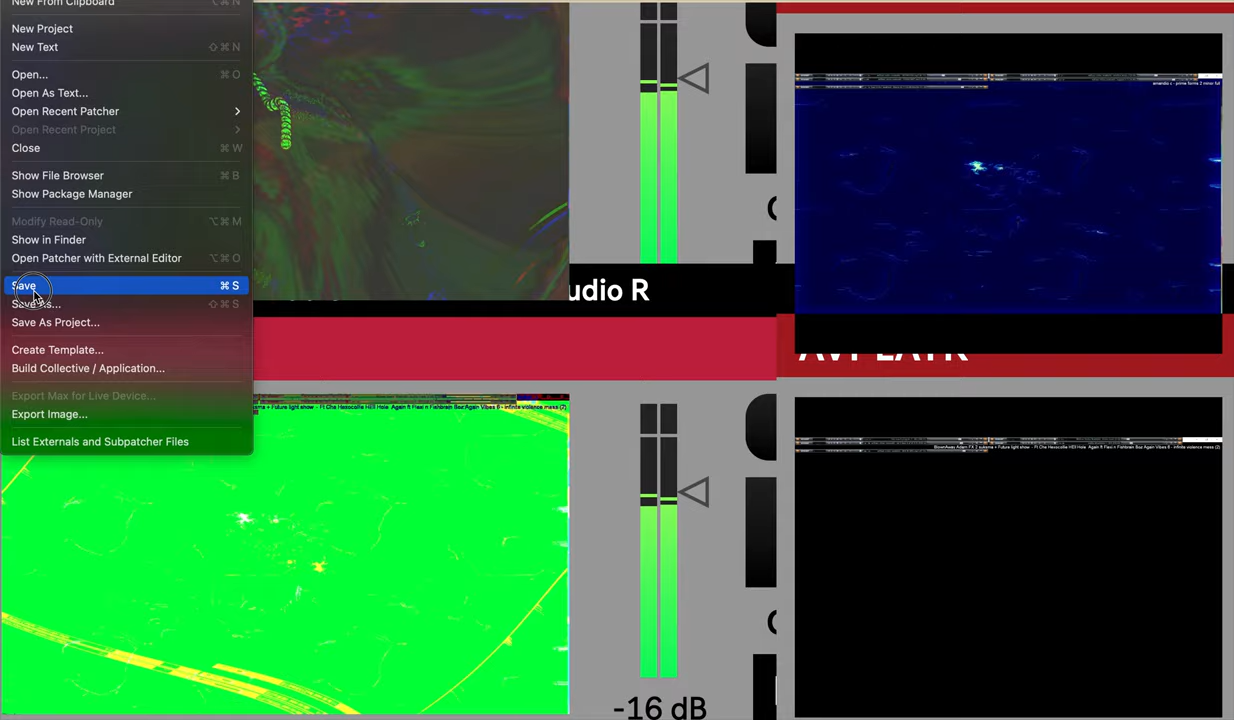 New From Clipboard ⌥⌘N
New Project
New Text ⇧⌘N
Open... ⌘O
Open As Text...
Open Recent Patcher
Open Recent Project
Close ⌘W
Show File Browser ⌘B
Show Package Manager
Modify Read-Only ⌥⌘M
Show in Finder
Open Patcher with External Editor ⌥⌘O
Save ⌘S
Save As... ⇧⌘S
Save As Project...
Create Template...
Build Collective / Application...
Export Max for Live Device...
Export Image...
List Externals and Subpatcher Files
udio R
-16 dB